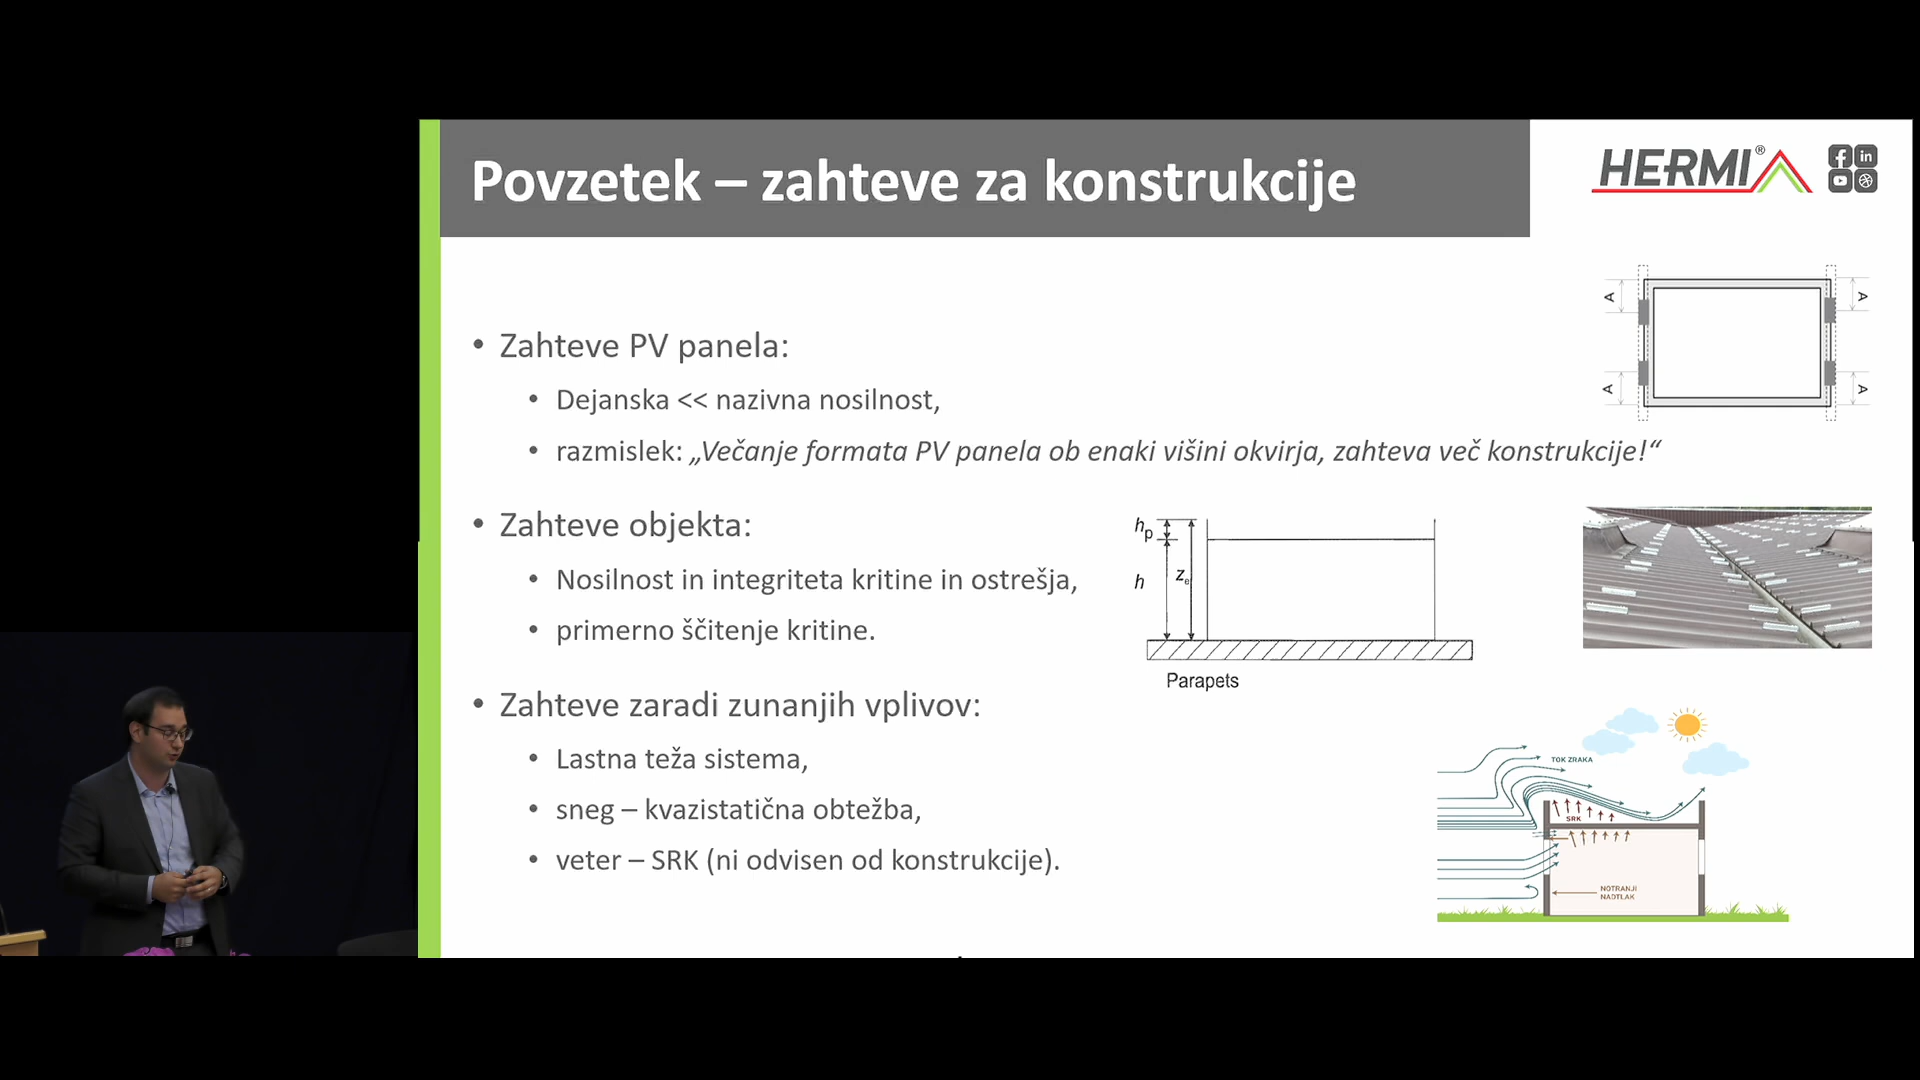 Povzetek – zahteve za konstrukcije
HERMI®
• Zahteve PV panela:
• Dejanska << nazivna nosilnost,
• razmislek: „Večanje formata PV panela ob enaki višini okvirja, zahteva več konstrukcije!“
A
A
A
A
• Zahteve objekta:
• Nosilnost in integriteta kritine in ostrešja,
• primerno ščitenje kritine.
hp
h
ze
Parapets
• Zahteve zaradi zunanjih vplivov:
• Lastna teža sistema,
• sneg – kvazistatična obtežba,
• veter – SRK (ni odvisen od konstrukcije).
TOK ZRAKA
SRK
NOTRANJI
NADTLAK